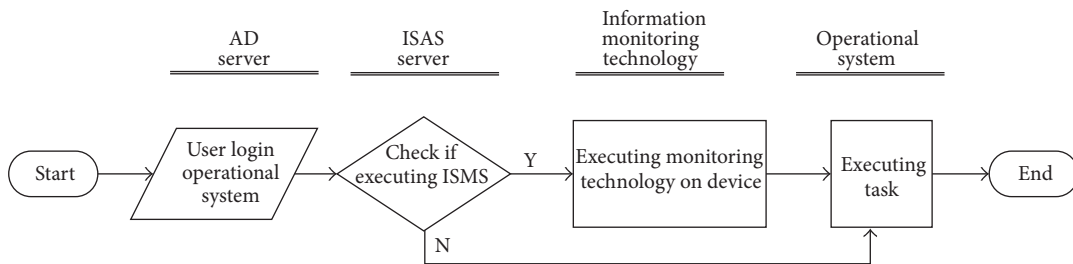 AD
server
ISAS
server
Information
monitoring
technology
Operational
system
Start
User login
operational
system
Check if
executing ISMS
Y
N
Executing monitoring
technology on device
Executing
task
End